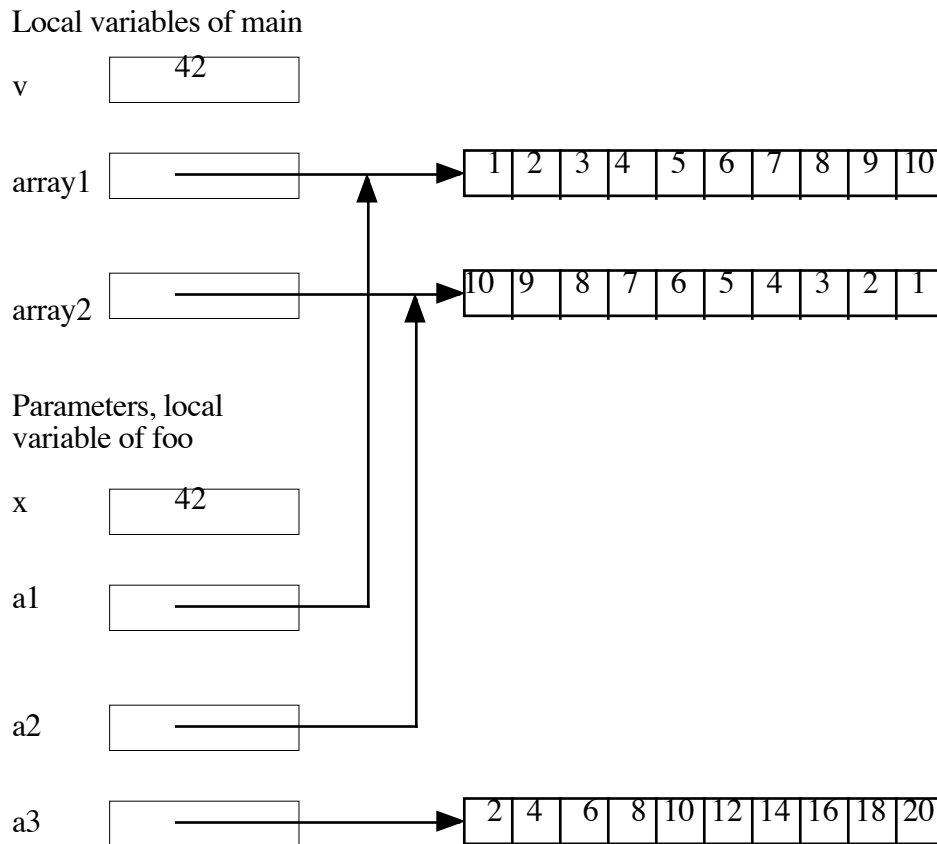 Local variables of main
v 42
array1 1 2 3 4 5 6 7 8 9 10
array2 10 9 8 7 6 5 4 3 2 1
Parameters, local
variable of foo
x 42
a1
a2
a3 2 4 6 8 10 12 14 16 18 20